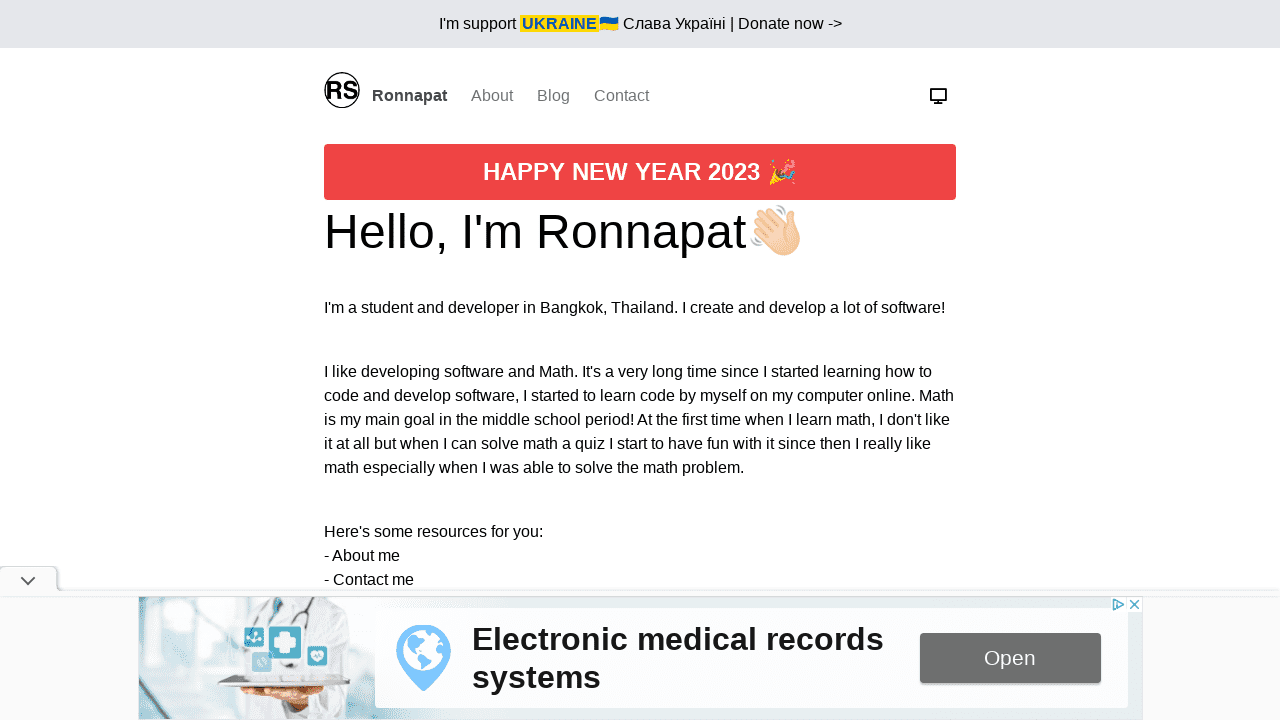 I'm support UKRAINE🇺🇦 Слава Україні | Donate now ->
RS Ronnapat About Blog Contact
HAPPY NEW YEAR 2023 🎉
Hello, I'm Ronnapat👋🏻
I'm a student and developer in Bangkok, Thailand. I create and develop a lot of software!
I like developing software and Math. It's a very long time since I started learning how to
code and develop software, I started to learn code by myself on my computer online. Math
is my main goal in the middle school period! At the first time when I learn math, I don't like
it at all but when I can solve math a quiz I start to have fun with it since then I really like
math especially when I was able to solve the math problem.
Here's some resources for you:
- About me
- Contact me
Electronic medical records
systems
Open